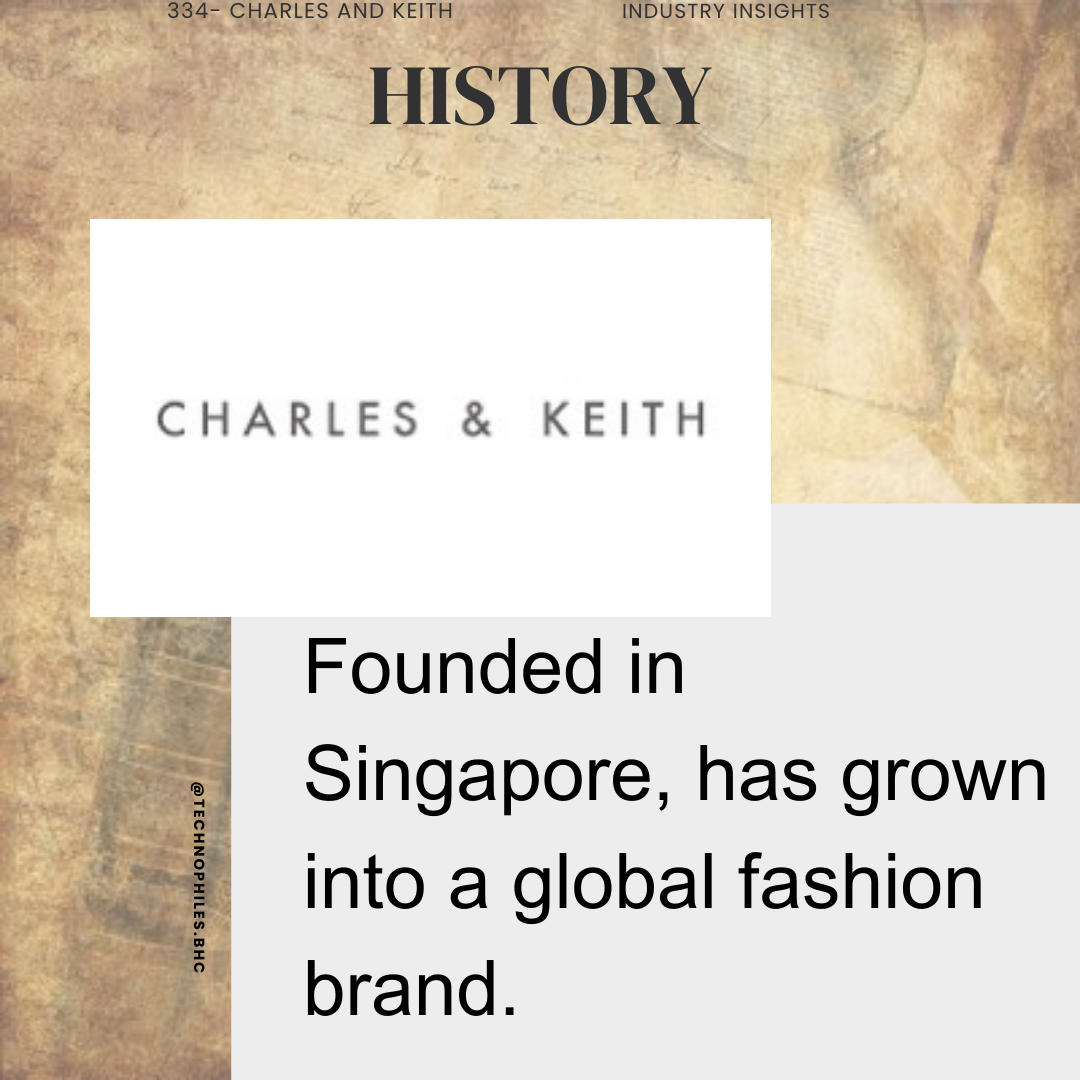 334- CHARLES AND KEITH
INDUSTRY INSIGHTS
HISTORY
CHARLES & KEITH
Founded in
Singapore, has grown
into a global fashion
brand.
@TECHNOPHILES.BHC